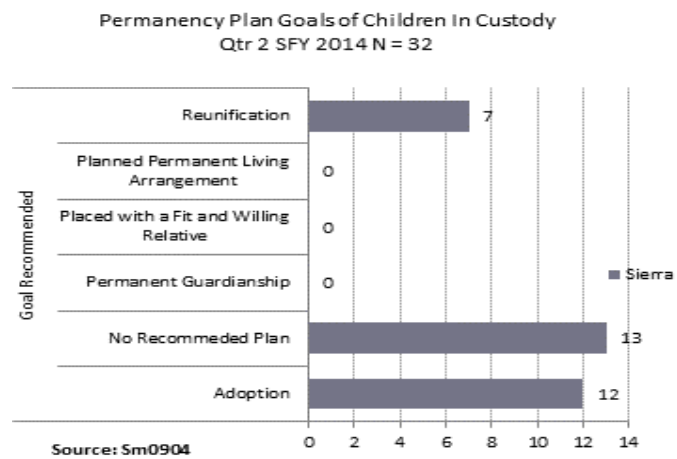 Permanency Plan Goals of Children In Custody
Qtr 2 SFY 2014 N = 32
Goal Recommended
Reunification
7
Planned Permanent Living
Arrangement
0
Placed with a Fit and Willing
Relative
0
Permanent Guardianship
0
No Recommeded Plan
13
Adoption
12
Sierra
0 2 4 6 8 10 12 14
Source: Sm0904